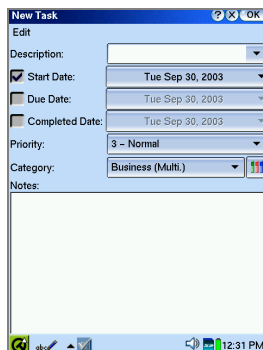 New Task ? X OK
Edit
Description:
Start Date: Tue Sep 30, 2003
Due Date: Tue Sep 30, 2003
Completed Date: Tue Sep 30, 2003
Priority: 3 – Normal
Category: Business (Multi.)
Notes:
abc 12:31 PM